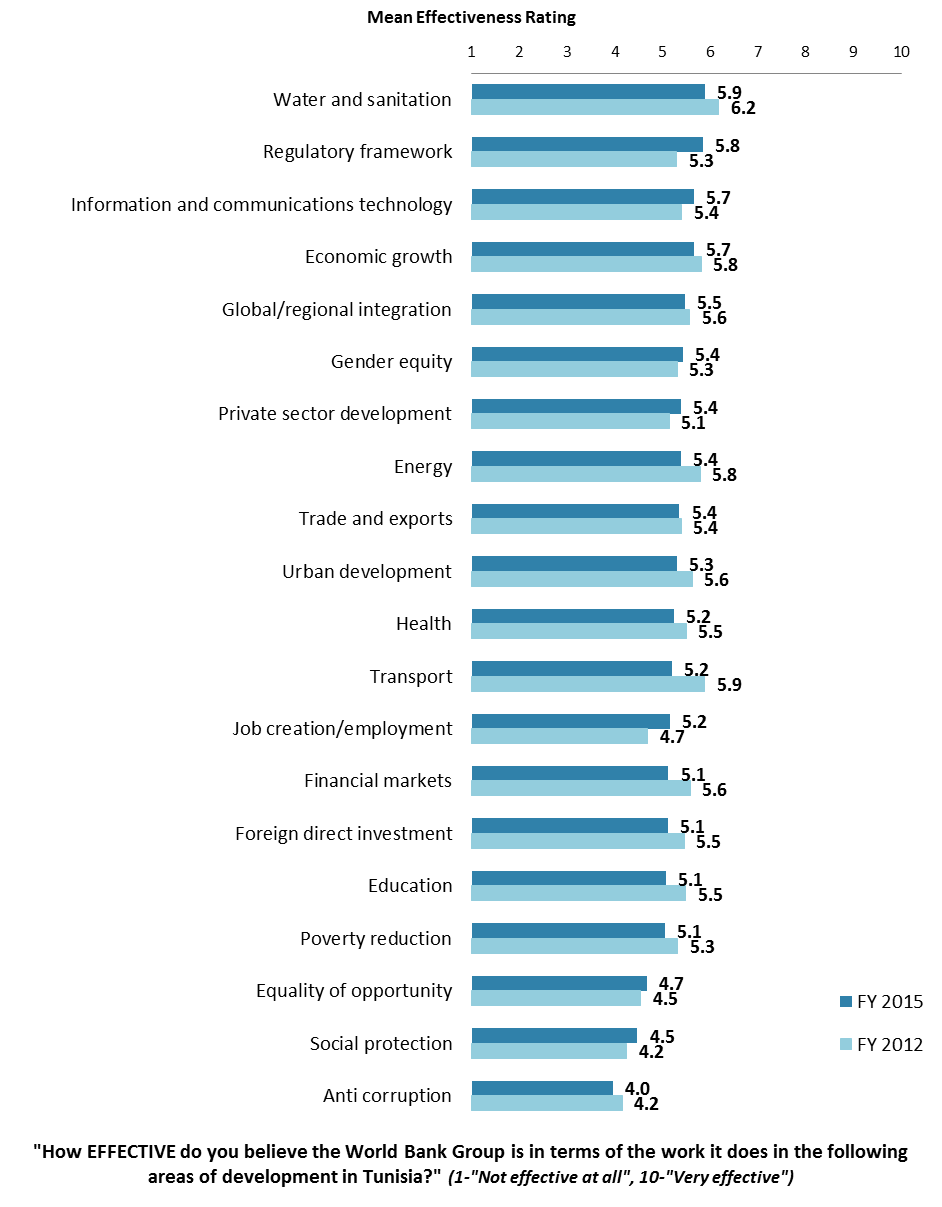 Mean Effectiveness Rating
1 2 3 4 5 6 7 8 9 10
Water and sanitation 5.9
6.2
Regulatory framework 5.8
5.3
Information and communications technology 5.7
5.4
Economic growth 5.7
5.8
Global/regional integration 5.5
5.6
Gender equity 5.4
5.3
Private sector development 5.4
5.1
Energy 5.4
5.8
Trade and exports 5.4
5.4
Urban development 5.3
5.6
Health 5.2
5.5
Transport 5.2
5.9
Job creation/employment 5.2
4.7
Financial markets 5.1
5.6
Foreign direct investment 5.1
5.5
Education 5.1
5.5
Poverty reduction 5.1
5.3
Equality of opportunity 4.7
4.5
FY 2015
Social protection 4.5
4.2
FY 2012
Anti corruption 4.0
4.2
"How EFFECTIVE do you believe the World Bank Group is in terms of the work it does in the following
areas of development in Tunisia?" (1-"Not effective at all", 10-"Very effective")